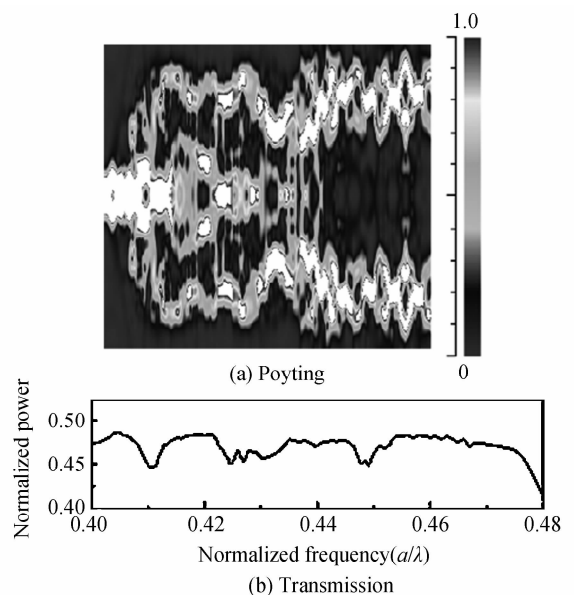 1.0
0
(a) Poyting
Normalized power
0.50
0.45
0.40
0.40 0.42 0.44 0.46 0.48
Normalized frequency(a/λ)
(b) Transmission